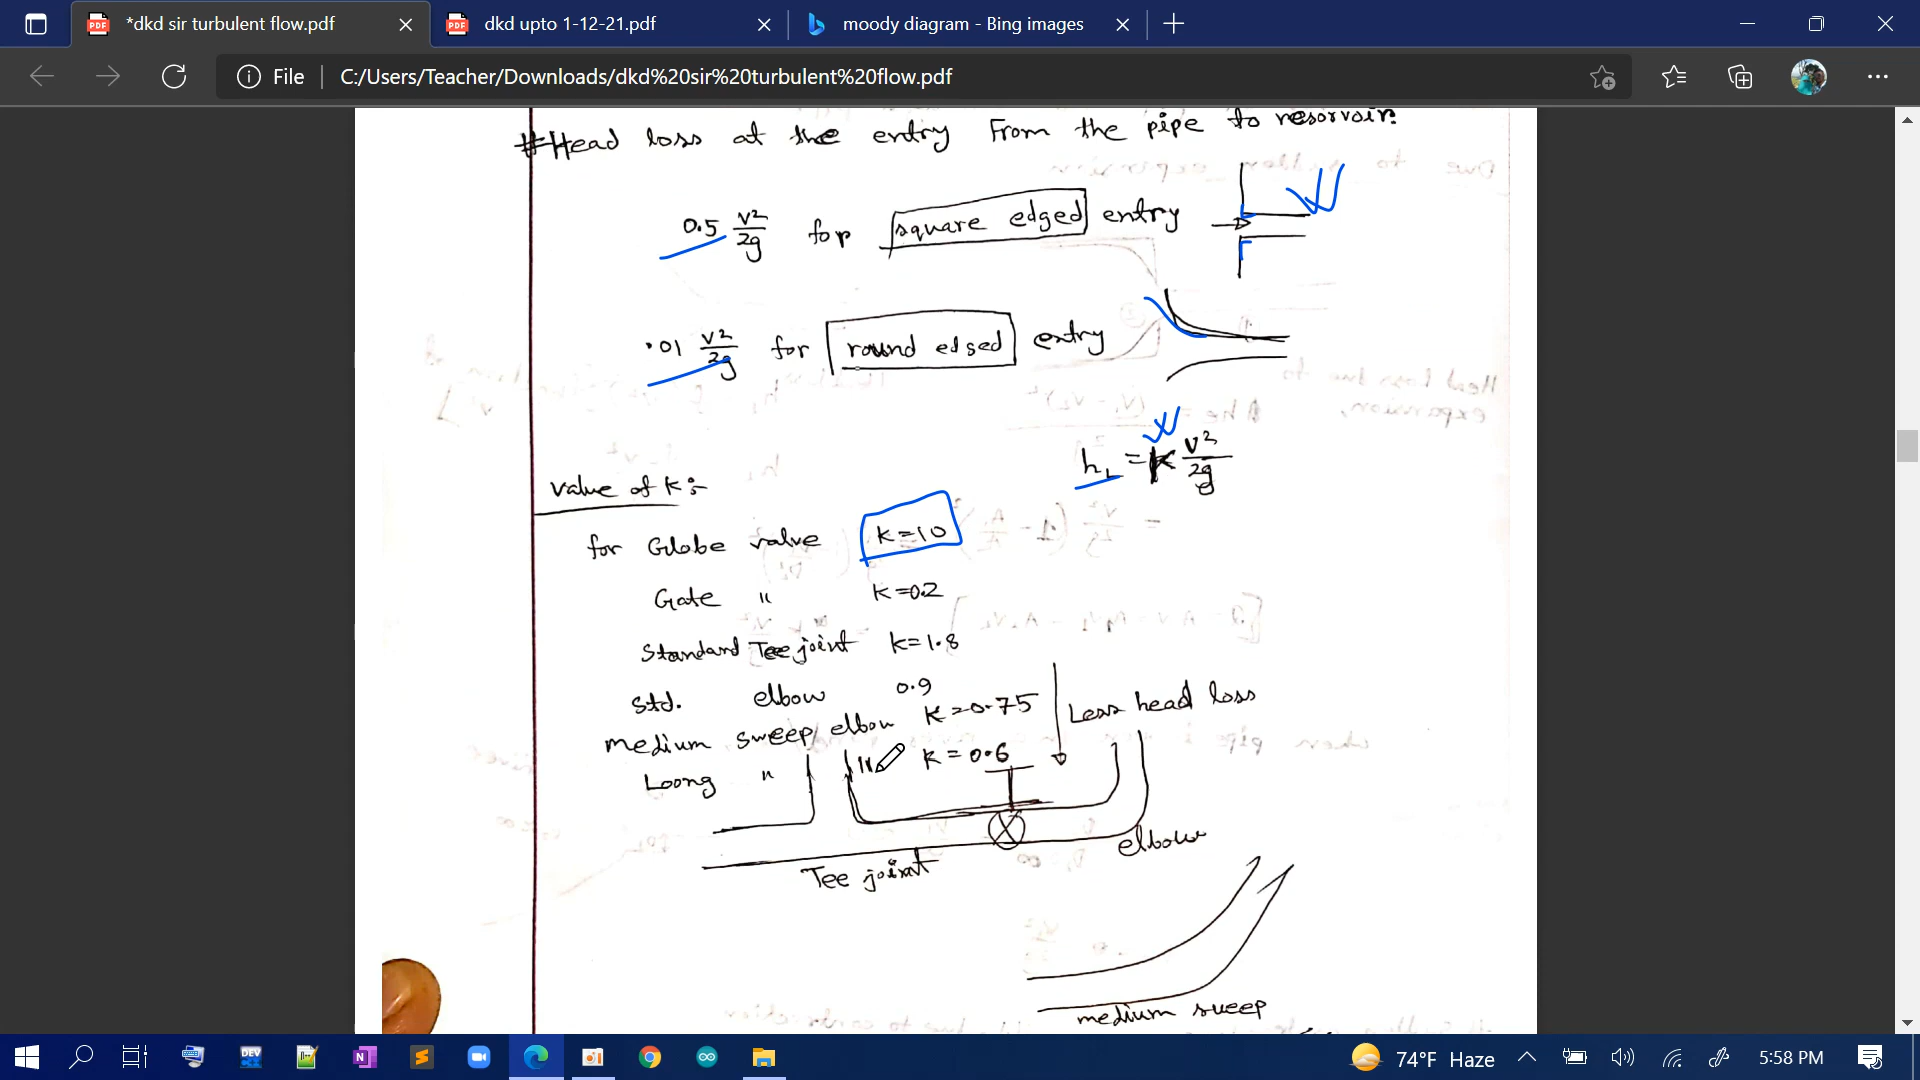 *dkd sir turbulent flow.pdf
dkd upto 1-12-21.pdf
moody diagram - Bing images
File
C:/Users/Teacher/Downloads/dkd%20sir%20turbulent%20flow.pdf
#Head loss at the entry From the pipe to resorvoir.
0.5 V²/2g for square edged entry
.01 V²/2g for round edsed entry
hL = K V²/2g
value of K :-
for Globe valve K=10
Gate " K=0.2
Standard Tee joint K=1.8
Std. elbow 0.9
medium sweep/elbow K=0.75
Less head loss
Loong " K=0.6
elbow
Tee joint
medium sweep
DEV
74°F Haze
5:58 PM